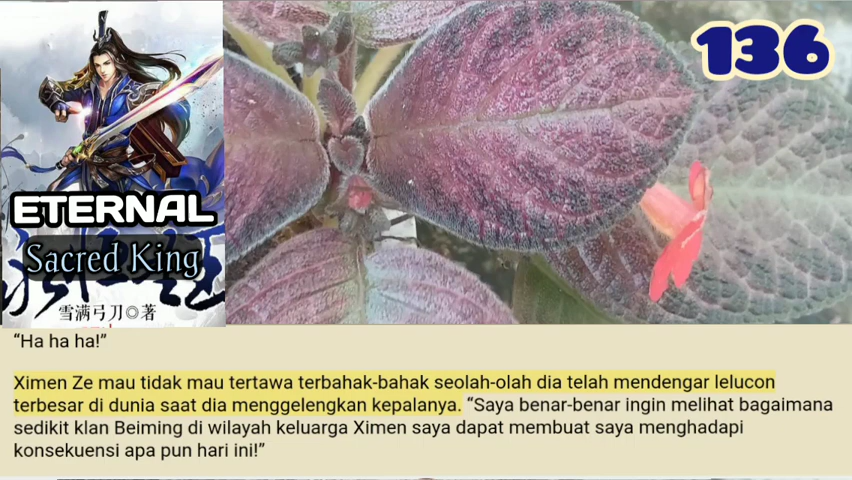 136
ETERNAL
Sacred King
雪满弓刀◎著
“Ha ha ha!”
Ximen Ze mau tidak mau tertawa terbahak-bahak seolah-olah dia telah mendengar lelucon
terbesar di dunia saat dia menggelengkan kepalanya. “Saya benar-benar ingin melihat bagaimana
sedikit klan Beiming di wilayah keluarga Ximen saya dapat membuat saya menghadapi
konsekuensi apa pun hari ini!”